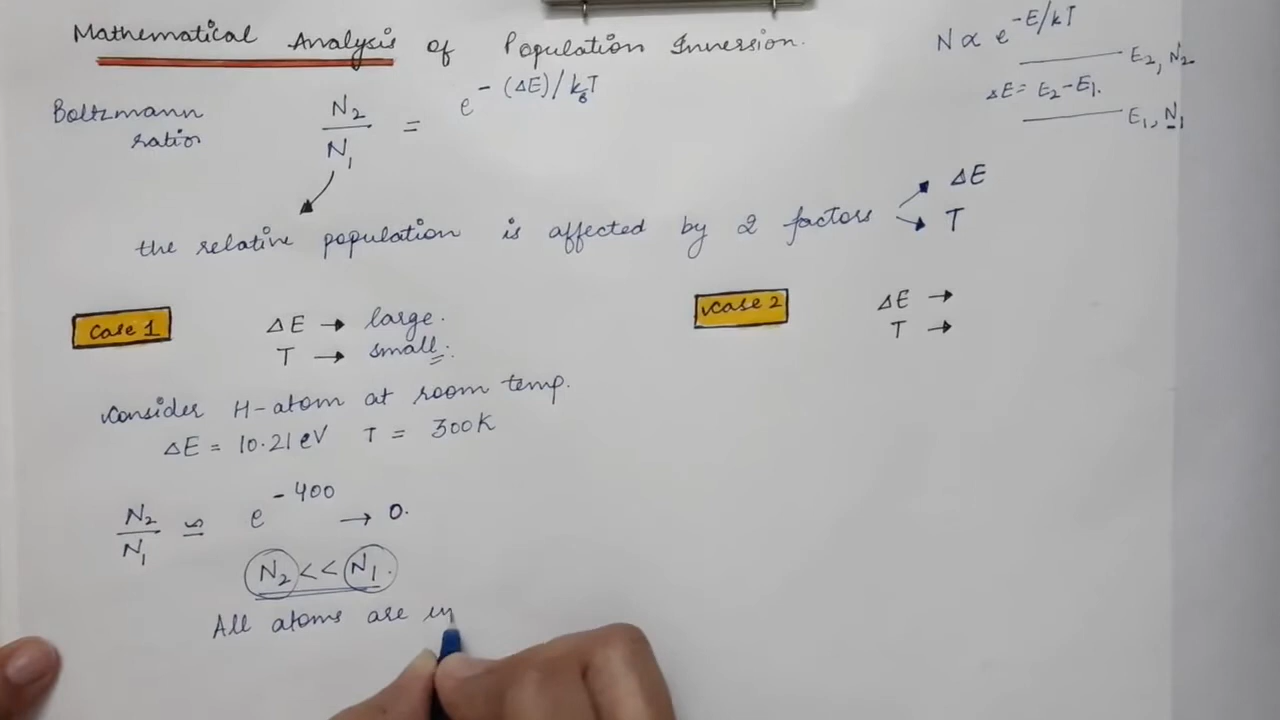 Mathematical Analysis of Population Inversion.
N ∝ e^-E/kT
E2, N2
ΔE = E2 - E1.
E1, N1
Boltzmann ratio
N2/N1 = e^-(ΔE)/kBT
the relative population is affected by 2 factors
ΔE
T
Case 1
ΔE → large.
T → small.
Consider H-atom at room temp.
ΔE = 10.21 eV T = 300K
N2/N1 ≃ e^-400 → 0.
N2 << N1.
All atoms are in
Case 2
ΔE →
T →